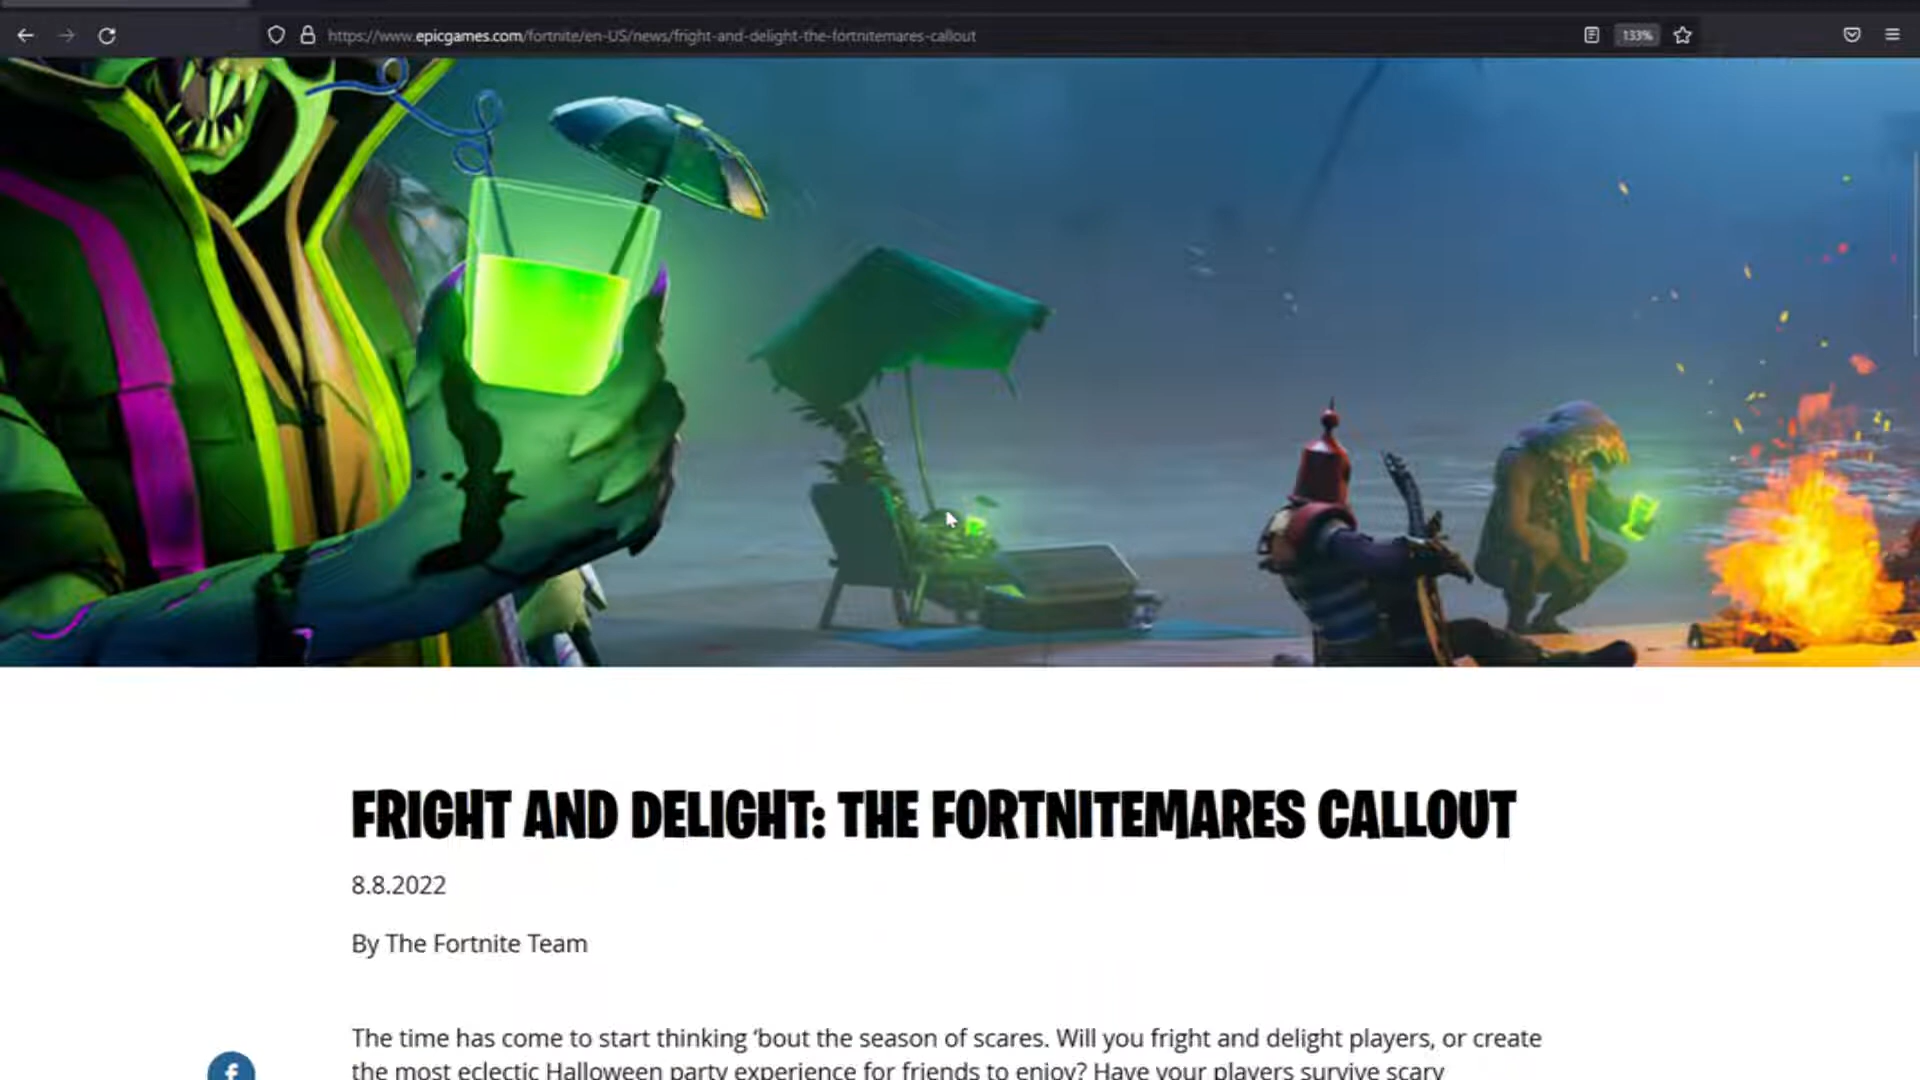 https://www.epicgames.com/fortnite/en-US/news/fright-and-delight-the-fortnitemares-callout
133%
FRIGHT AND DELIGHT: THE FORTNITEMARES CALLOUT
8.8.2022
By The Fortnite Team
The time has come to start thinking ‘bout the season of scares. Will you fright and delight players, or create
the most eclectic Halloween party experience for friends to enjoy? Have your players survive scary